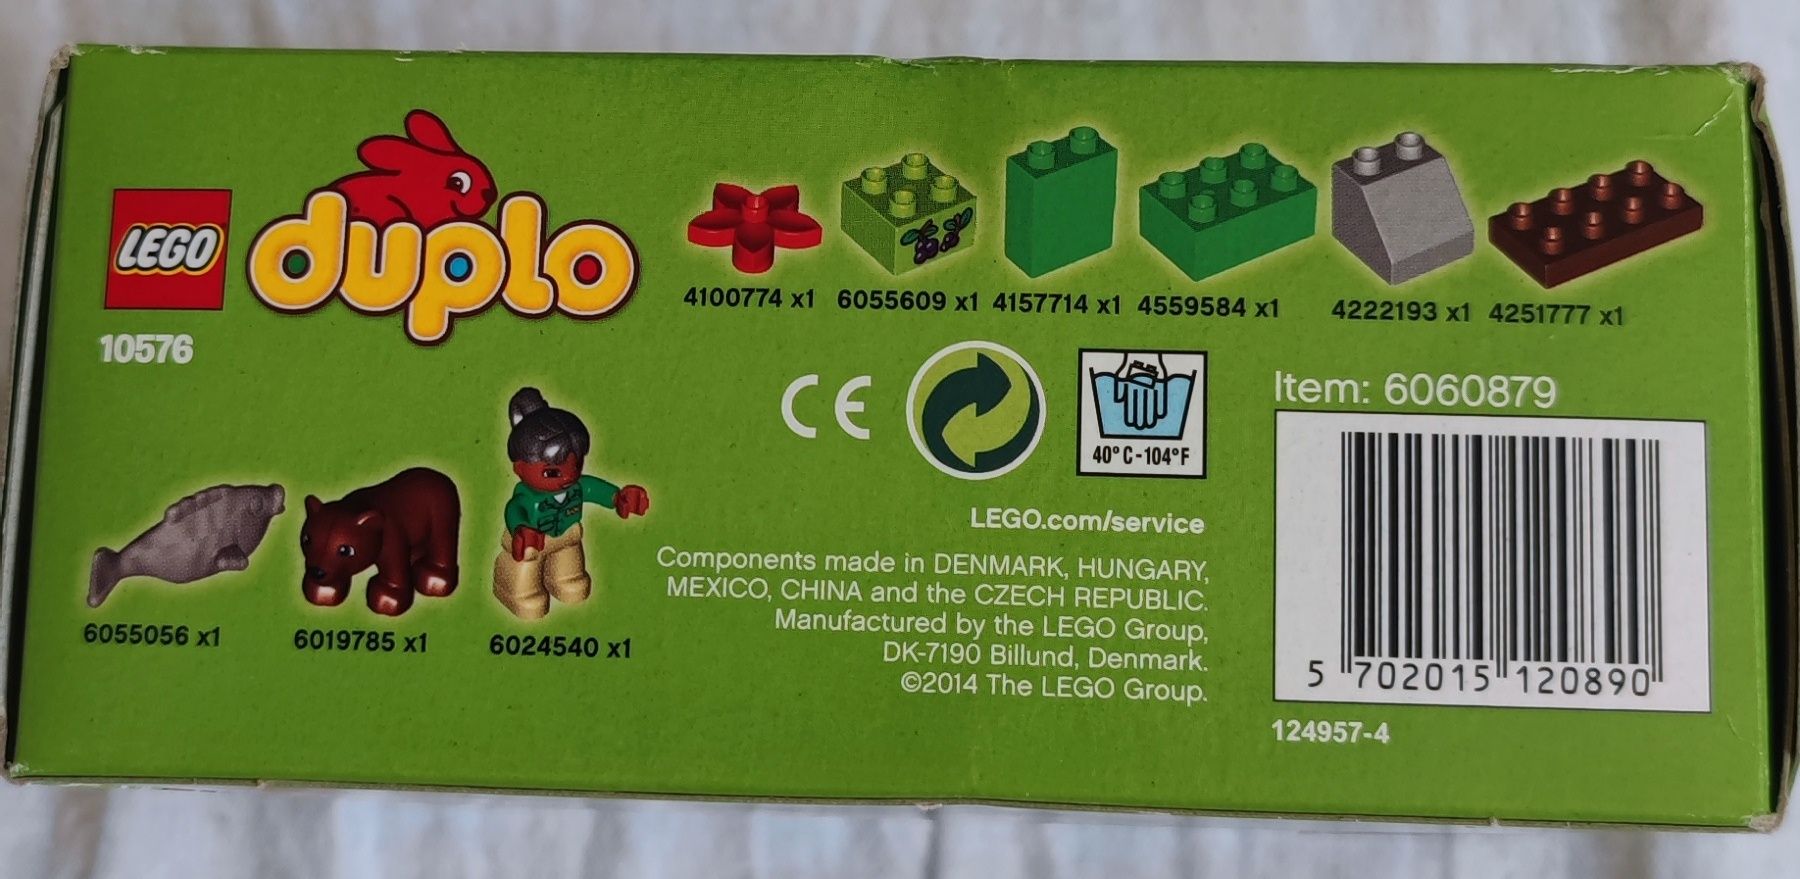 LEGO duplo
10576
4100774 x1 6055609 x1 4157714 x1 4559584 x1 4222193 x1 4251777 x1
6055056 x1 6019785 x1 6024540 x1
CE
40°C-104°F
LEGO.com/service
Components made in DENMARK, HUNGARY,
MEXICO, CHINA and the CZECH REPUBLIC.
Manufactured by the LEGO Group,
DK-7190 Billund, Denmark.
©2014 The LEGO Group.
Item: 6060879
5 702015 120890
124957-4